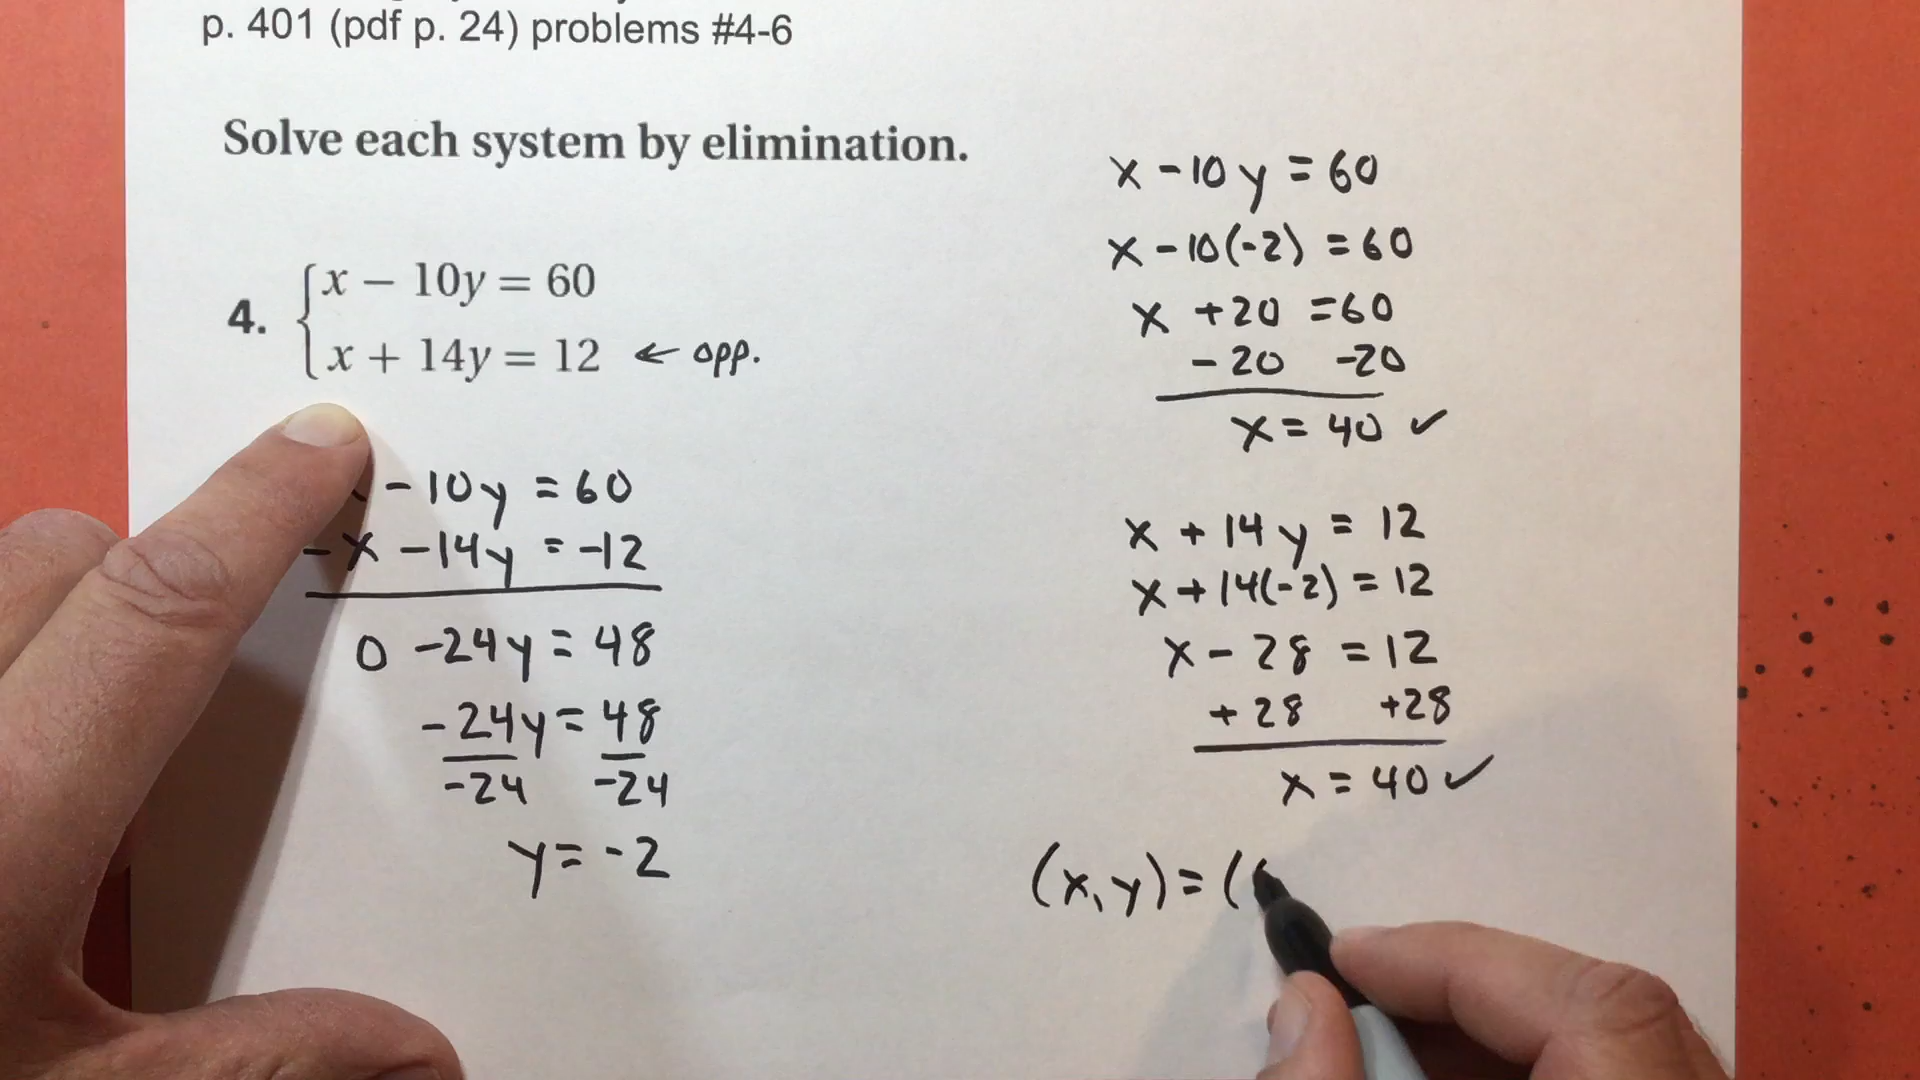 p. 401 (pdf p. 24) problems #4-6
Solve each system by elimination.
4.
x − 10y = 60
x + 14y = 12 ← opp.
- 10y = 60
-x - 14y = -12
0 - 24y = 48
-24y = 48
-24 -24
y = -2
x - 10y = 60
x - 10(-2) = 60
x + 20 = 60
- 20 -20
x = 40 ✓
x + 14y = 12
x + 14(-2) = 12
x - 28 = 12
+ 28 +28
x = 40 ✓
(x, y) = (